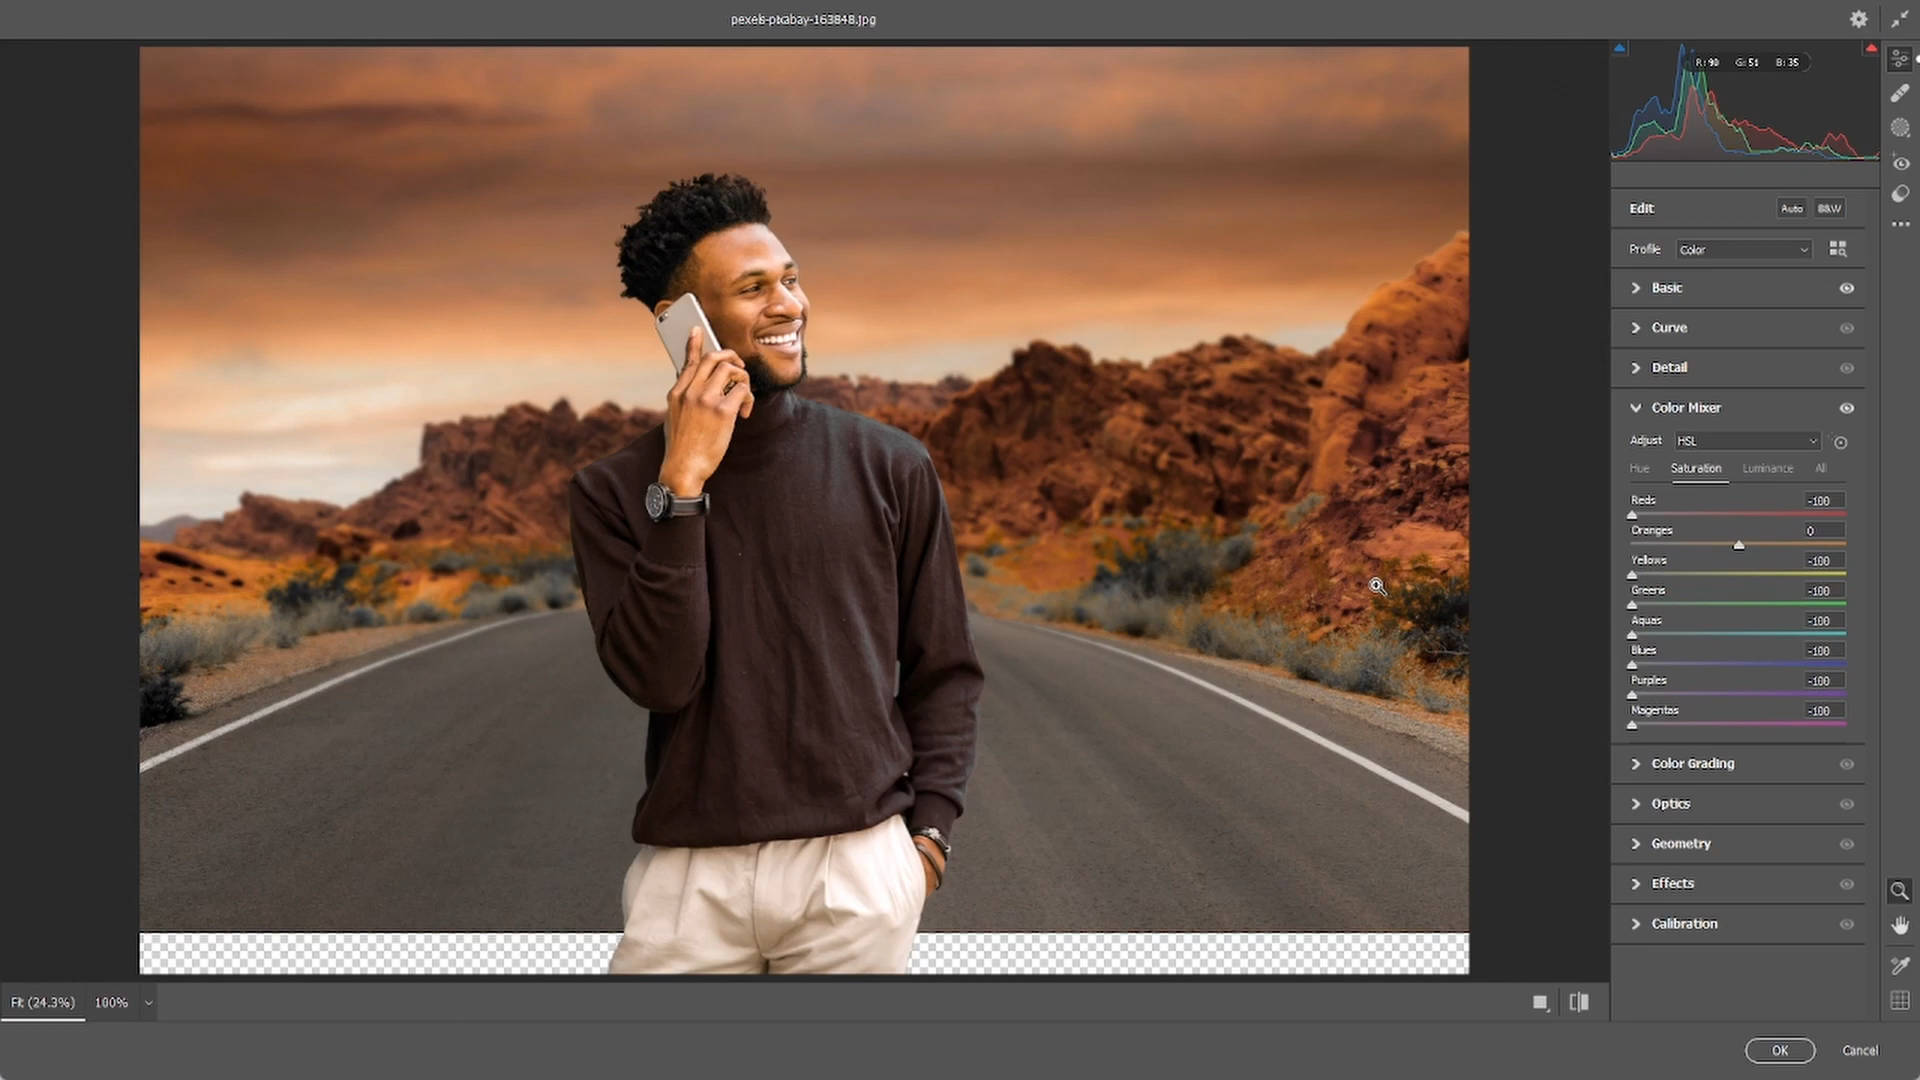 pexels-pixabay-163848.jpg
R: 90 G: 51 B: 35
Edit Auto B&W
Profile Color
Basic
Curve
Detail
Color Mixer
Adjust HSL
Hue Saturation Luminance All
Reds -100
Oranges 0
Yellows -100
Greens -100
Aquas -100
Blues -100
Purples -100
Magentas -100
Color Grading
Optics
Geometry
Effects
Calibration
Fit (24.3%) 100%
OK Cancel